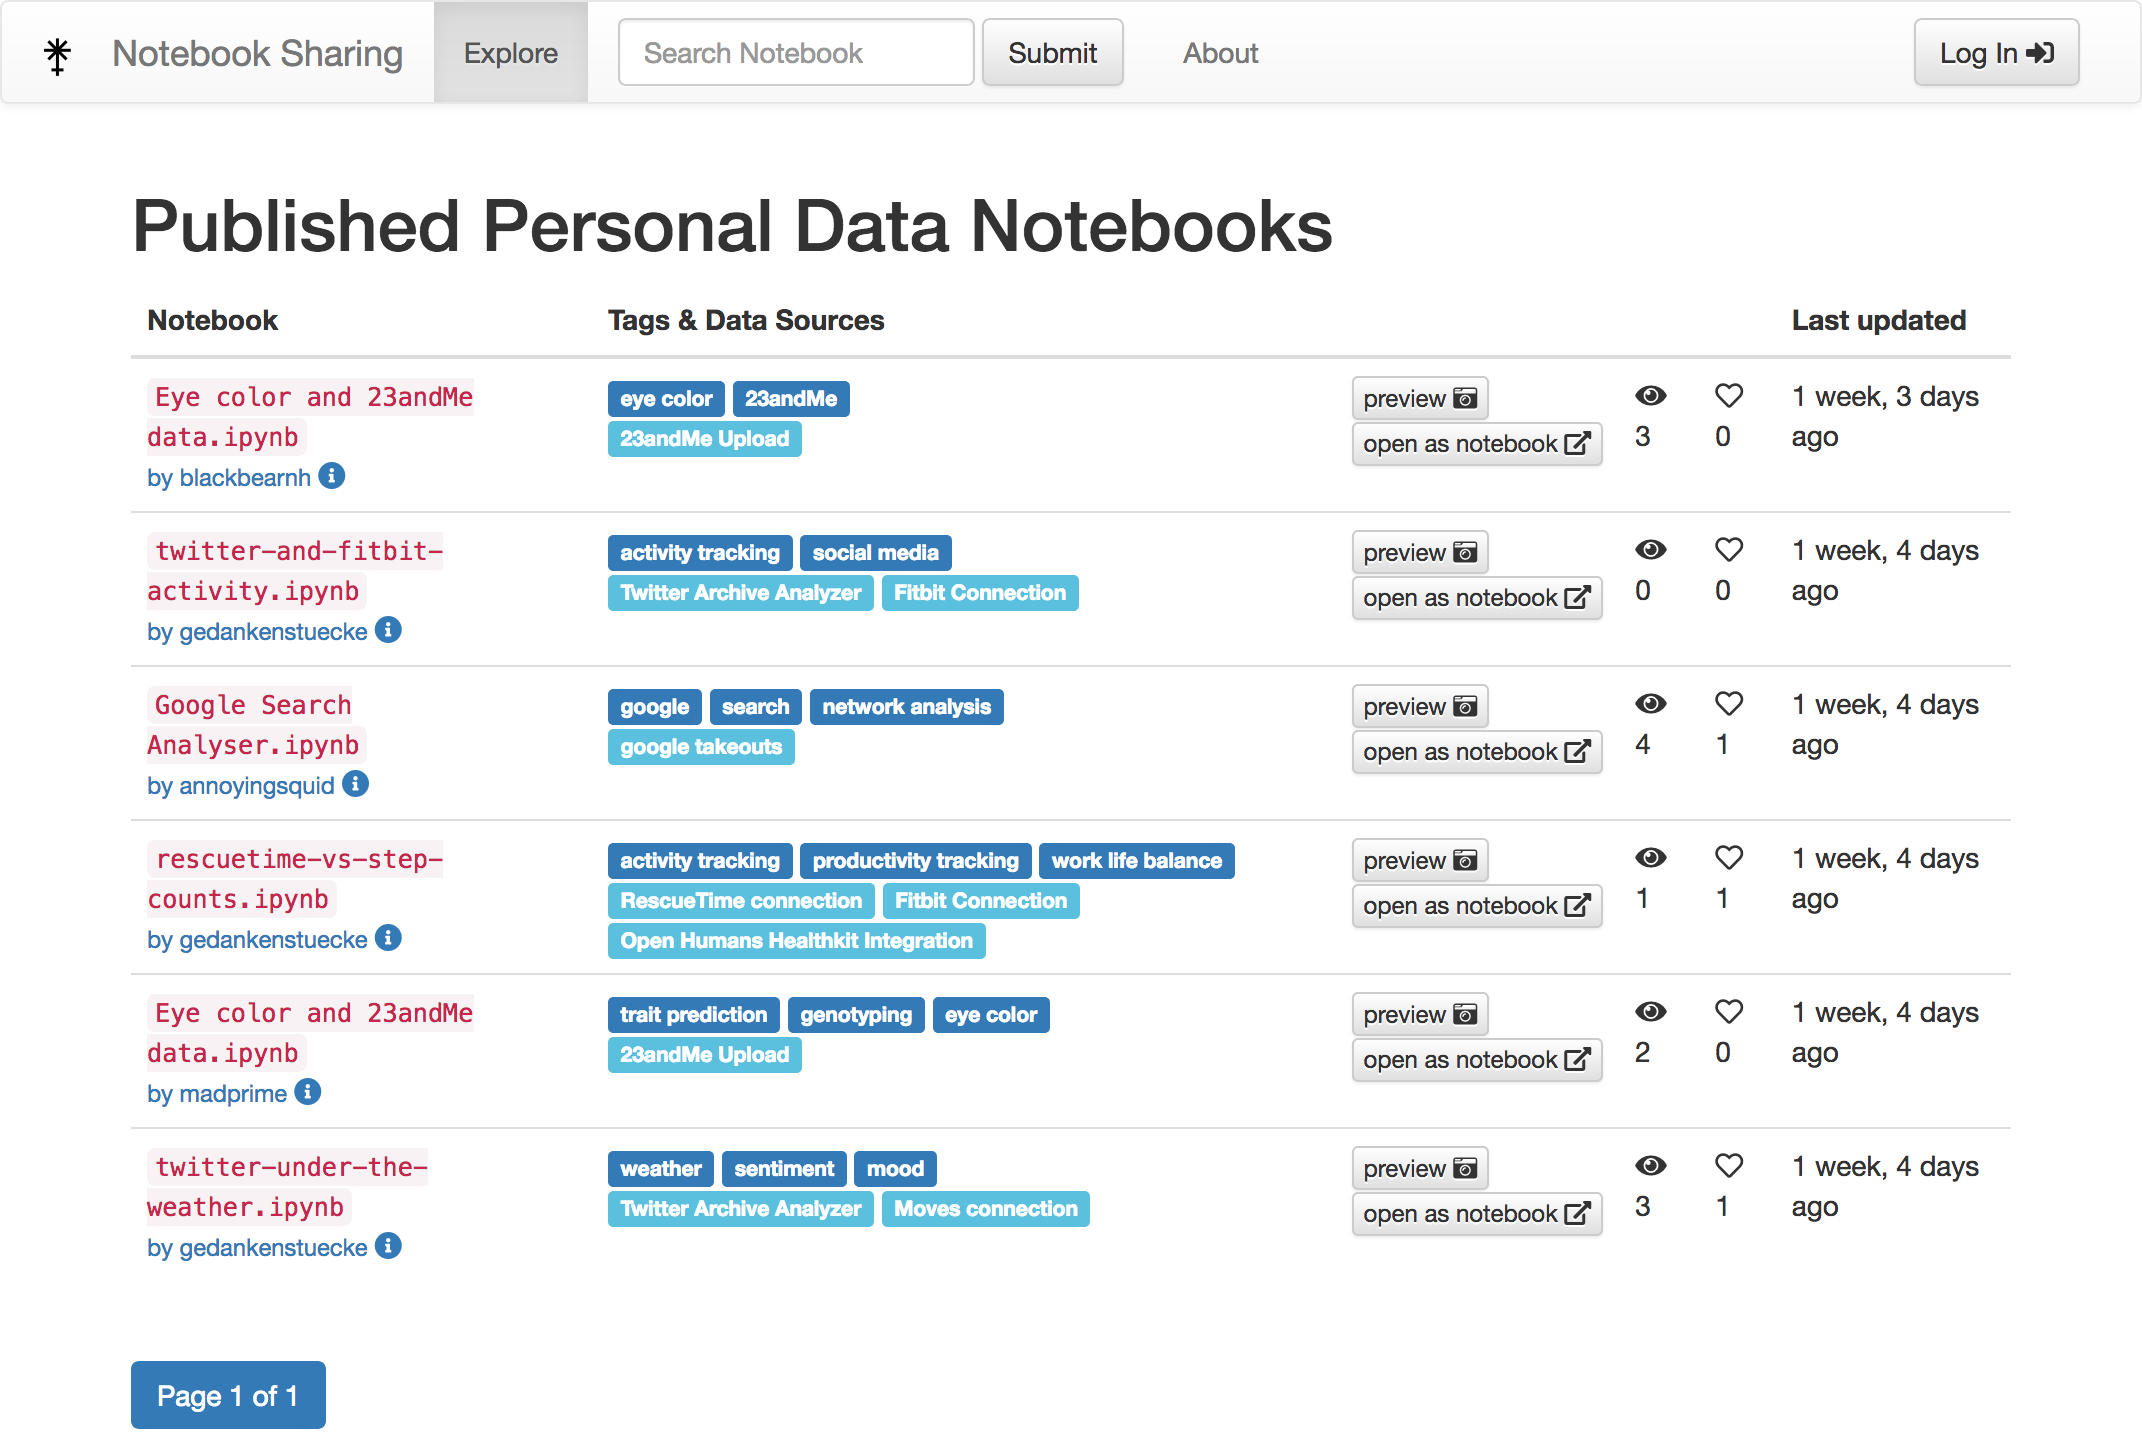 Notebook Sharing Explore Search Notebook Submit About Log In
Published Personal Data Notebooks
Notebook Tags & Data Sources Last updated
Eye color and 23andMe
data.ipynb
by blackbearnh
eye color 23andMe
23andMe Upload
preview
open as notebook
3 0
1 week, 3 days
ago
twitter-and-fitbit-
activity.ipynb
by gedankenstuecke
activity tracking social media
Twitter Archive Analyzer Fitbit Connection
preview
open as notebook
0 0
1 week, 4 days
ago
Google Search
Analyser.ipynb
by annoyingsquid
google search network analysis
google takeouts
preview
open as notebook
4 1
1 week, 4 days
ago
rescuetime-vs-step-
counts.ipynb
by gedankenstuecke
activity tracking productivity tracking work life balance
RescueTime connection Fitbit Connection
Open Humans Healthkit Integration
preview
open as notebook
1 1
1 week, 4 days
ago
Eye color and 23andMe
data.ipynb
by madprime
trait prediction genotyping eye color
23andMe Upload
preview
open as notebook
2 0
1 week, 4 days
ago
twitter-under-the-
weather.ipynb
by gedankenstuecke
weather sentiment mood
Twitter Archive Analyzer Moves connection
preview
open as notebook
3 1
1 week, 4 days
ago
Page 1 of 1